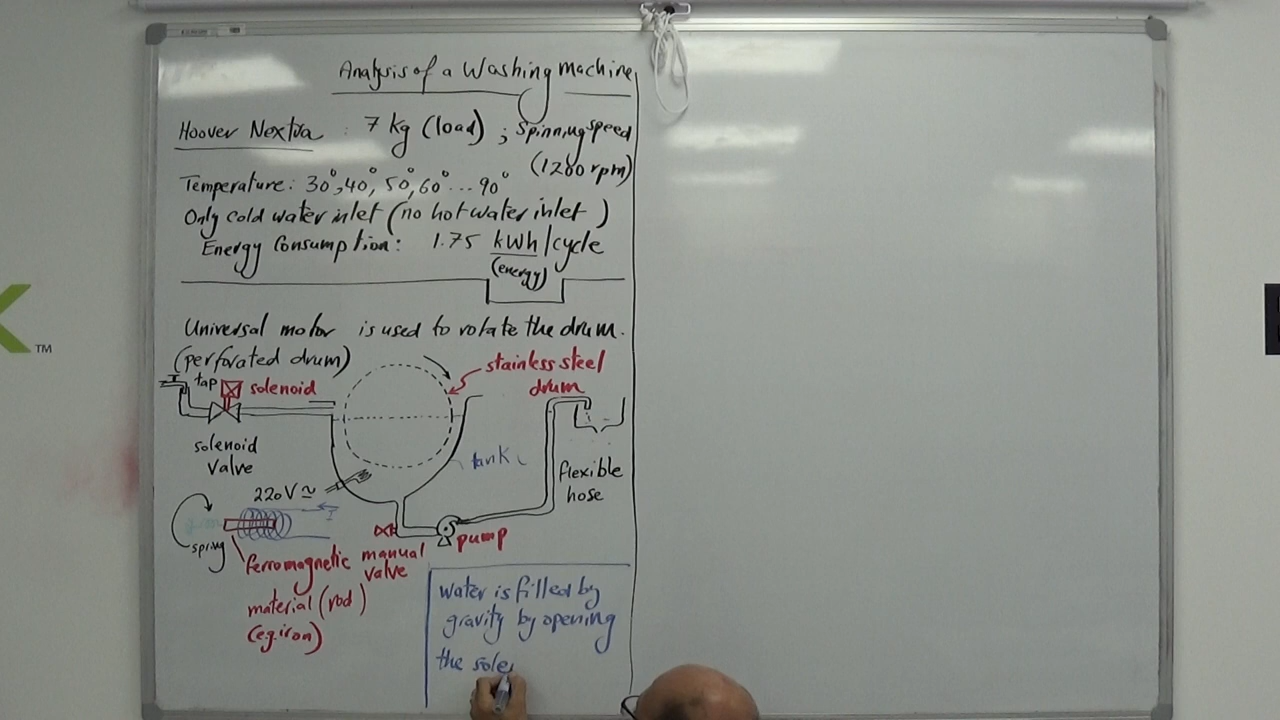 Analysis of a Washing Machine
Hoover Nextra : 7 kg (load) ; Spinning speed
(1200 rpm)
Temperature: 30°, 40°, 50°, 60° ... 90°
Only cold water inlet (no hot water inlet )
Energy Consumption: 1.75 kWh/cycle
(energy)
Universal motor is used to rotate the drum.
(perforated drum)
stainless steel
drum
tap
solenoid
solenoid
valve
tank
flexible
hose
220V ≃
I
spring
pump
manual
valve
ferromagnetic
material (rod)
(e.g. iron)
water is filled by
gravity by opening
the sole
TM